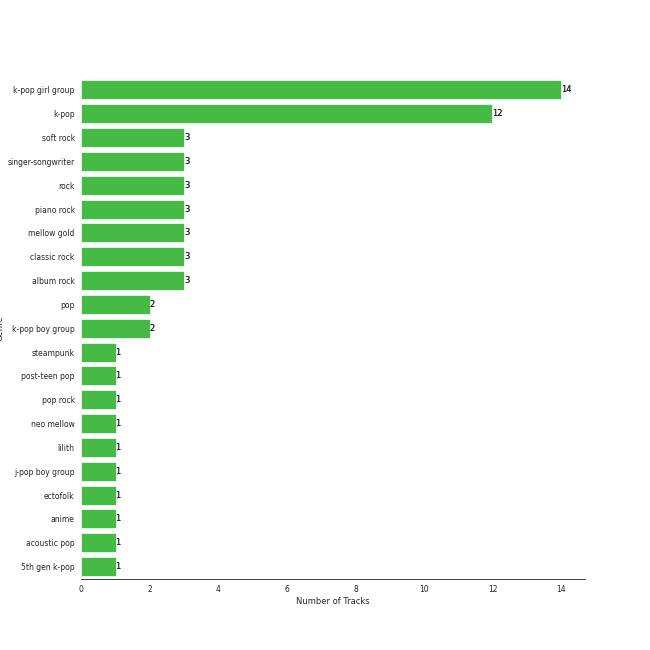 k-pop girl group 14
k-pop 12
soft rock 3
singer-songwriter 3
rock 3
piano rock 3
mellow gold 3
classic rock 3
album rock 3
pop 2
k-pop boy group 2
steampunk 1
post-teen pop 1
pop rock 1
neo mellow 1
lilith 1
j-pop boy group 1
ectofolk 1
anime 1
acoustic pop 1
5th gen k-pop 1
0 2 4 6 8 10 12 14
Number of Tracks